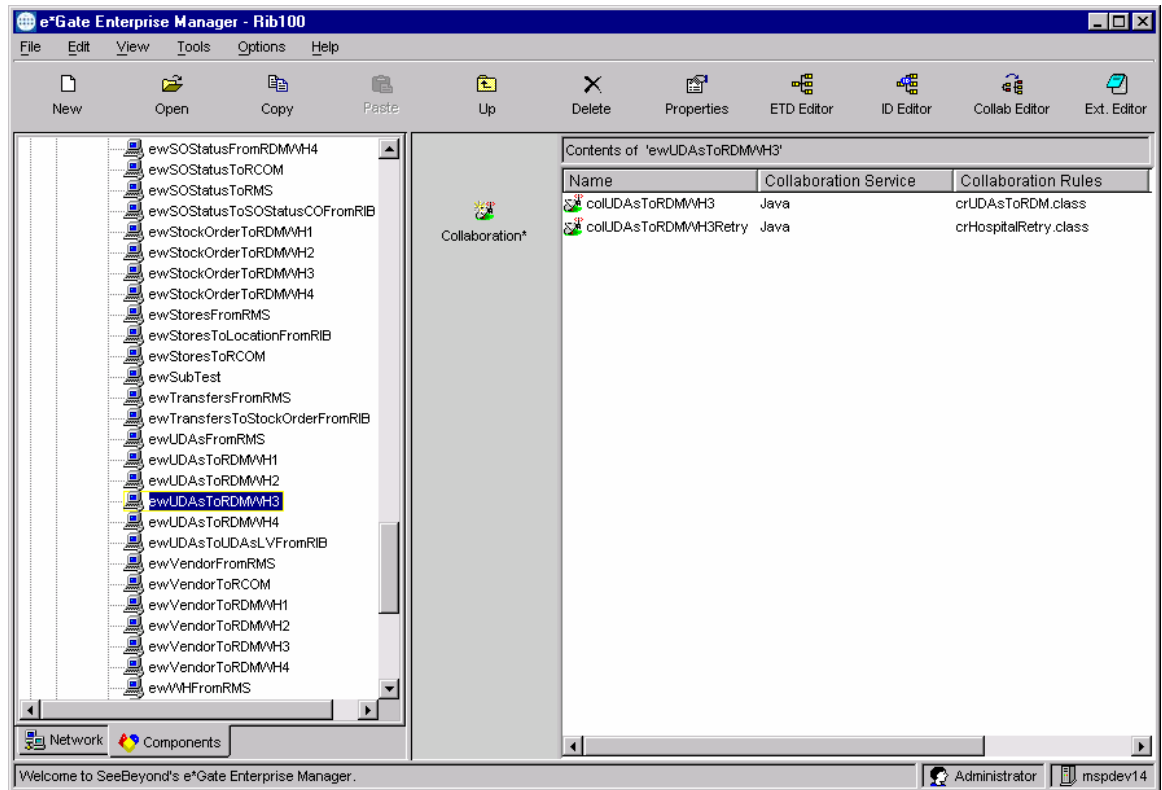 e*Gate Enterprise Manager - Rib100
File Edit View Tools Options Help
New Open Copy Paste Up Delete Properties ETD Editor ID Editor Collab Editor Ext. Editor
ewSOStatusFromRDMWH4
ewSOStatusToRCOM
ewSOStatusToRMS
ewSOStatusToSOStatusCOFromRIB
ewStockOrderToRDMWH1
ewStockOrderToRDMWH2
ewStockOrderToRDMWH3
ewStockOrderToRDMWH4
ewStoresFromRMS
ewStoresToLocationFromRIB
ewStoresToRCOM
ewSubTest
ewTransfersFromRMS
ewTransfersToStockOrderFromRIB
ewUDAsFromRMS
ewUDAsToRDMWH1
ewUDAsToRDMWH2
ewUDAsToRDMWH3
ewUDAsToRDMWH4
ewUDAsToUDAsLVFromRIB
ewVendorFromRMS
ewVendorToRCOM
ewVendorToRDMWH1
ewVendorToRDMWH2
ewVendorToRDMWH3
ewVendorToRDMWH4
ewWHFromRMS
Network Components
Collaboration*
Contents of 'ewUDAsToRDMWH3'
Name Collaboration Service Collaboration Rules
colUDAsToRDMWH3 Java crUDAsToRDM.class
colUDAsToRDMWH3Retry Java crHospitalRetry.class
Welcome to SeeBeyond's e*Gate Enterprise Manager. Administrator mspdev14